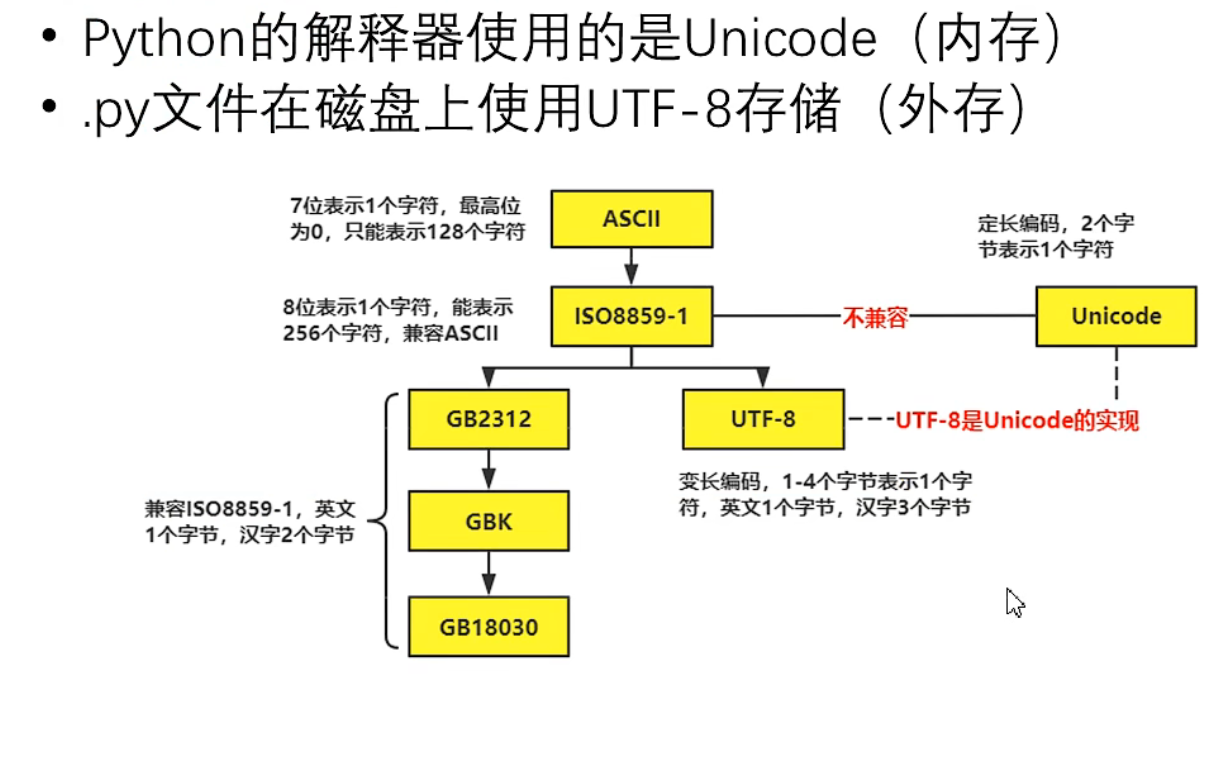 • Python的解释器使用的是Unicode（内存）
• .py文件在磁盘上使用UTF-8存储（外存）
7位表示1个字符，最高位
为0，只能表示128个字符
ASCII
定长编码，2个字
节表示1个字符
8位表示1个字符，能表示
256个字符，兼容ASCII
ISO8859-1
不兼容
Unicode
GB2312
UTF-8
UTF-8是Unicode的实现
变长编码，1-4个字节表示1个字
符，英文1个字节，汉字3个字节
兼容ISO8859-1，英文
1个字节，汉字2个字节
GBK
GB18030